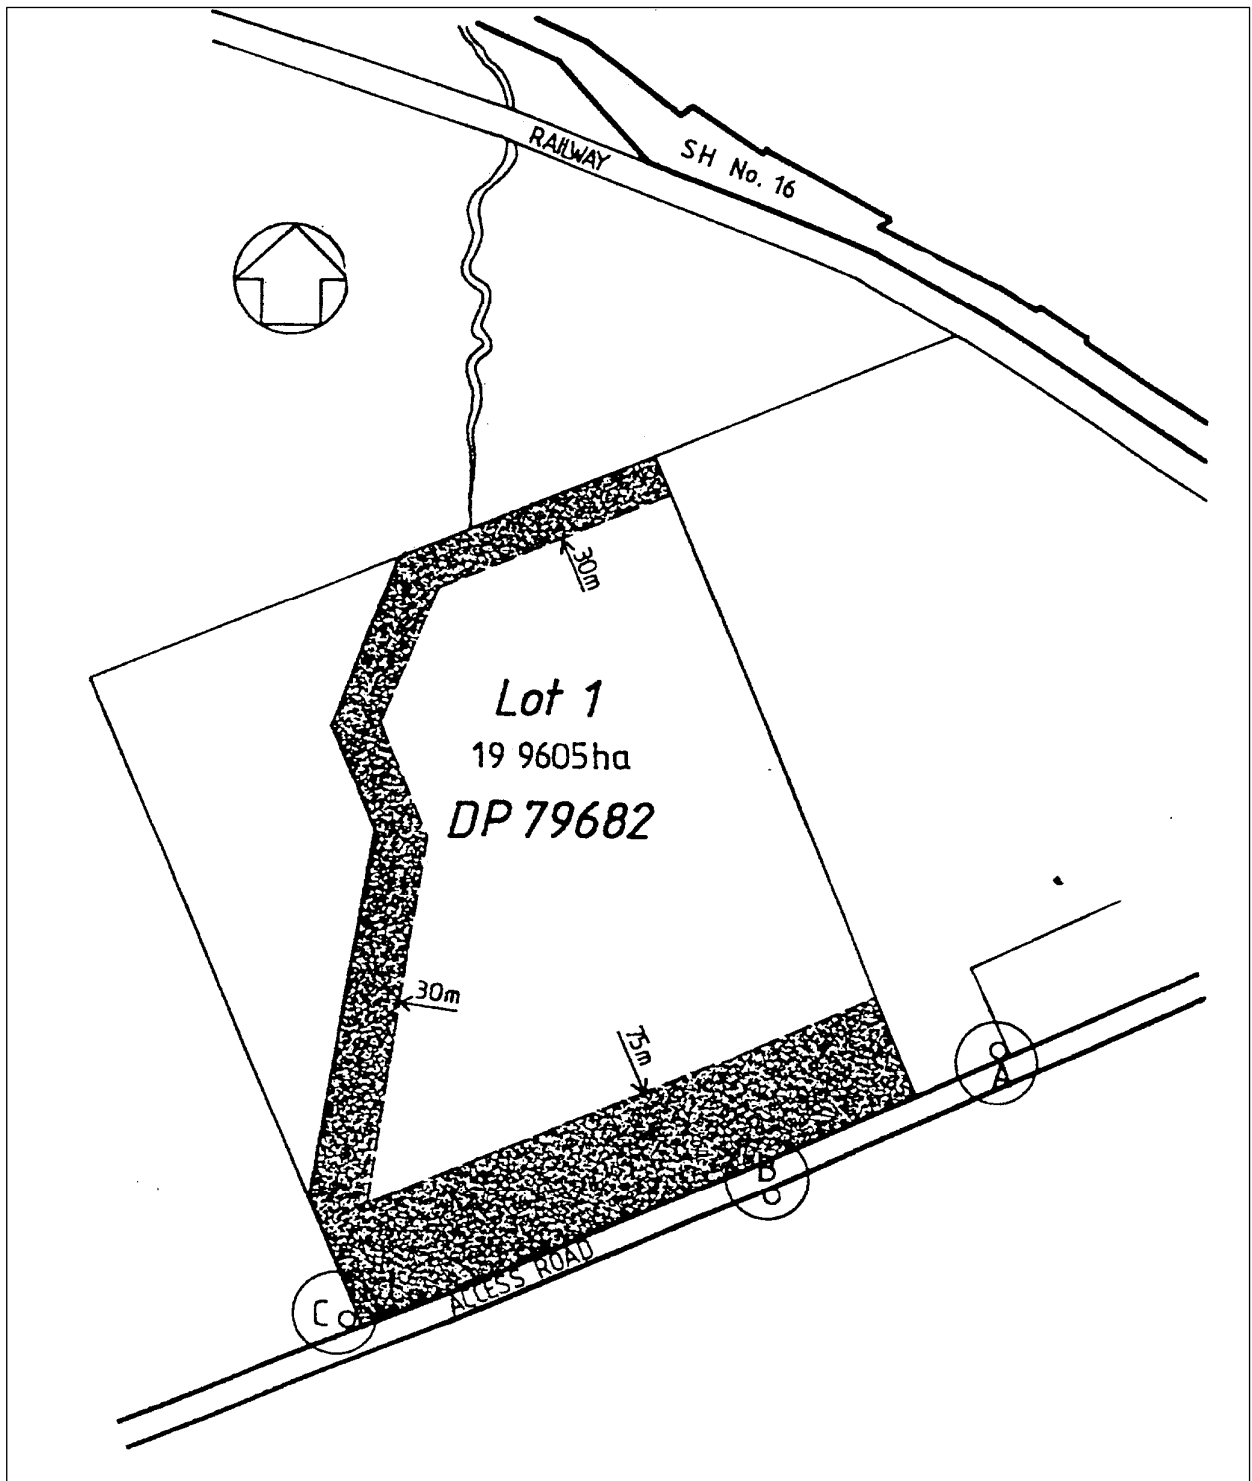 RAILWAY
SH No. 16
30m
Lot 1
19 9605ha
DP 79682
30m
75m
A
B
ACCESS ROAD
C